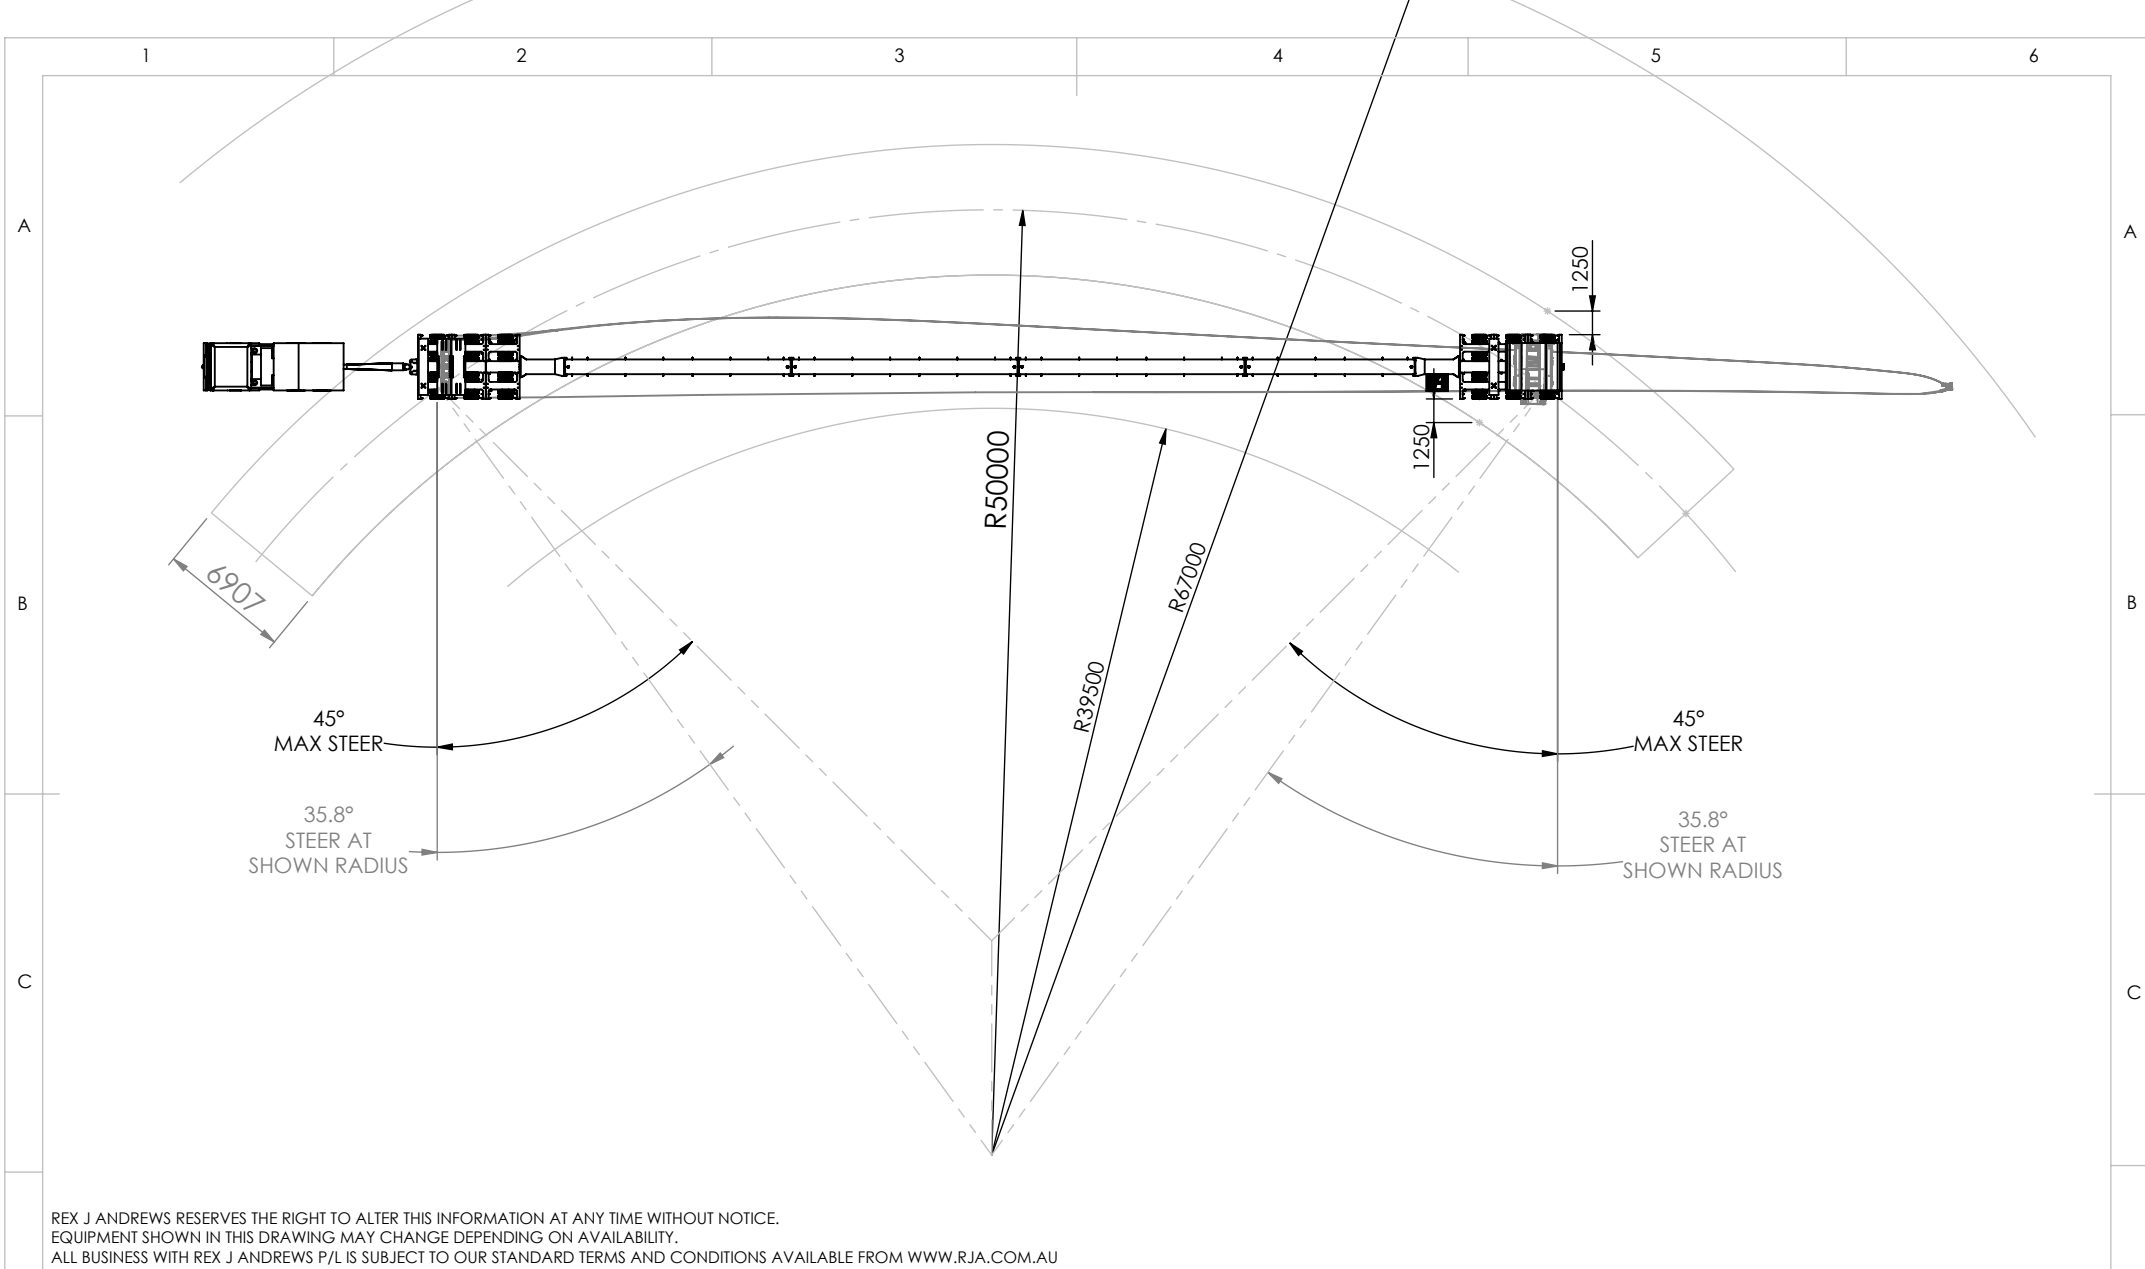 1
2
3
4
5
6
A
A
1250
1250
R50000
R67000
R39500
6907
B
B
45°
MAX STEER
45°
MAX STEER
35.8°
STEER AT
SHOWN RADIUS
35.8°
STEER AT
SHOWN RADIUS
C
C
REX J ANDREWS RESERVES THE RIGHT TO ALTER THIS INFORMATION AT ANY TIME WITHOUT NOTICE.
EQUIPMENT SHOWN IN THIS DRAWING MAY CHANGE DEPENDING ON AVAILABILITY.
ALL BUSINESS WITH REX J ANDREWS P/L IS SUBJECT TO OUR STANDARD TERMS AND CONDITIONS AVAILABLE FROM WWW.RJA.COM.AU